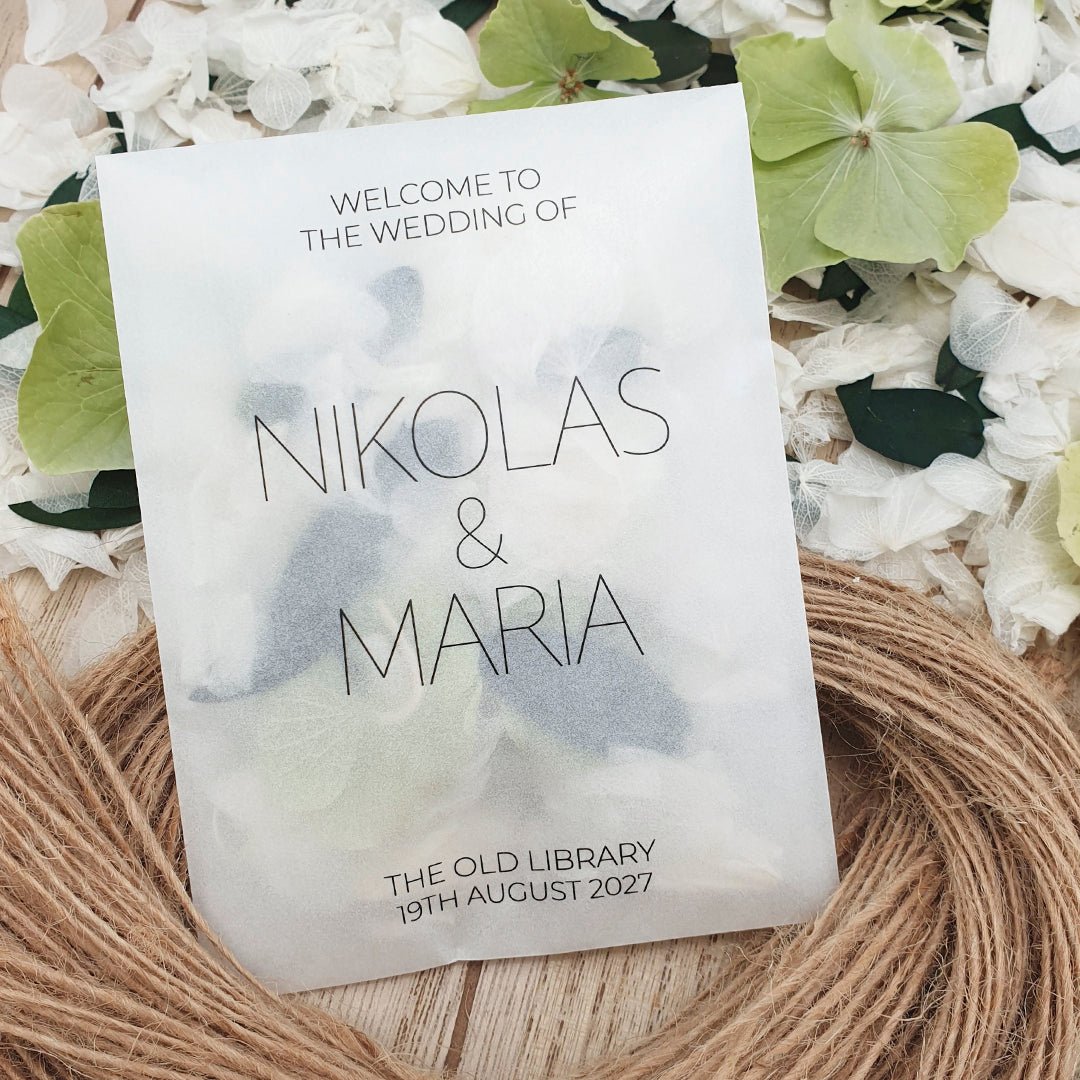 WELCOME TO
THE WEDDING OF
NIKOLAS
&
MARIA
THE OLD LIBRARY
19TH AUGUST 2027